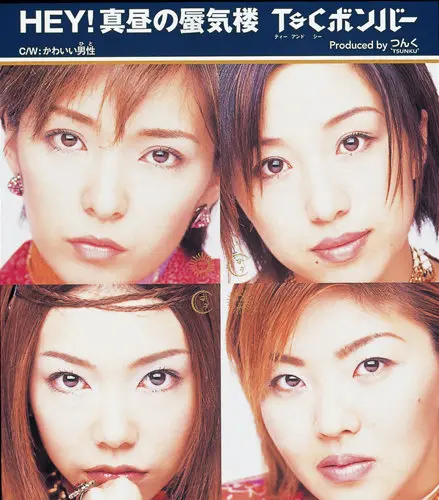 HEY!真昼の蜃気楼 T&Cボンバー
ティー アンド シー
ひと
C/W:かわいい男性
Produced by つんく
"TSUNKU"